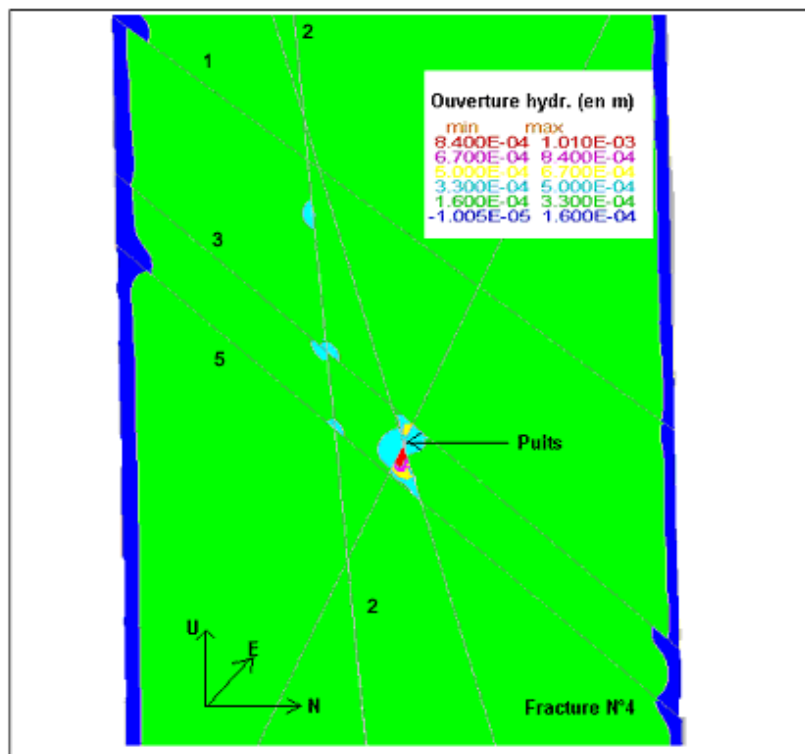 2
1
Ouverture hydr. (en m)
min max
8.400E-04 1.010E-03
6.700E-04 8.400E-04
5.000E-04 6.700E-04
3.300E-04 5.000E-04
1.600E-04 3.300E-04
-1.005E-05 1.600E-04
3
5
Puits
2
U
E
N
Fracture N°4